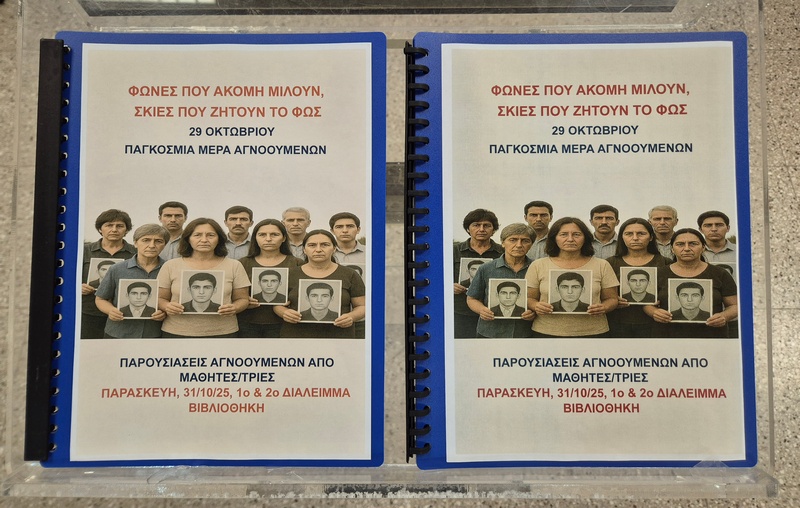 ΦΩΝΕΣ ΠΟΥ ΑΚΟΜΗ ΜΙΛΟΥΝ,
ΣΚΙΕΣ ΠΟΥ ΖΗΤΟΥΝ ΤΟ ΦΩΣ
29 ΟΚΤΩΒΡΙΟΥ
ΠΑΓΚΟΣΜΙΑ ΜΕΡΑ ΑΓΝΟΟΥΜΕΝΩΝ
ΠΑΡΟΥΣΙΑΣΕΙΣ ΑΓΝΟΟΥΜΕΝΩΝ ΑΠΟ
ΜΑΘΗΤΕΣ/ΤΡΙΕΣ
ΠΑΡΑΣΚΕΥΗ, 31/10/25, 1ο & 2ο ΔΙΑΛΕΙΜΜΑ
ΒΙΒΛΙΟΘΗΚΗ
ΦΩΝΕΣ ΠΟΥ ΑΚΟΜΗ ΜΙΛΟΥΝ,
ΣΚΙΕΣ ΠΟΥ ΖΗΤΟΥΝ ΤΟ ΦΩΣ
29 ΟΚΤΩΒΡΙΟΥ
ΠΑΓΚΟΣΜΙΑ ΜΕΡΑ ΑΓΝΟΟΥΜΕΝΩΝ
ΠΑΡΟΥΣΙΑΣΕΙΣ ΑΓΝΟΟΥΜΕΝΩΝ ΑΠΟ
ΜΑΘΗΤΕΣ/ΤΡΙΕΣ
ΠΑΡΑΣΚΕΥΗ, 31/10/25, 1ο & 2ο ΔΙΑΛΕΙΜΜΑ
ΒΙΒΛΙΟΘΗΚΗ